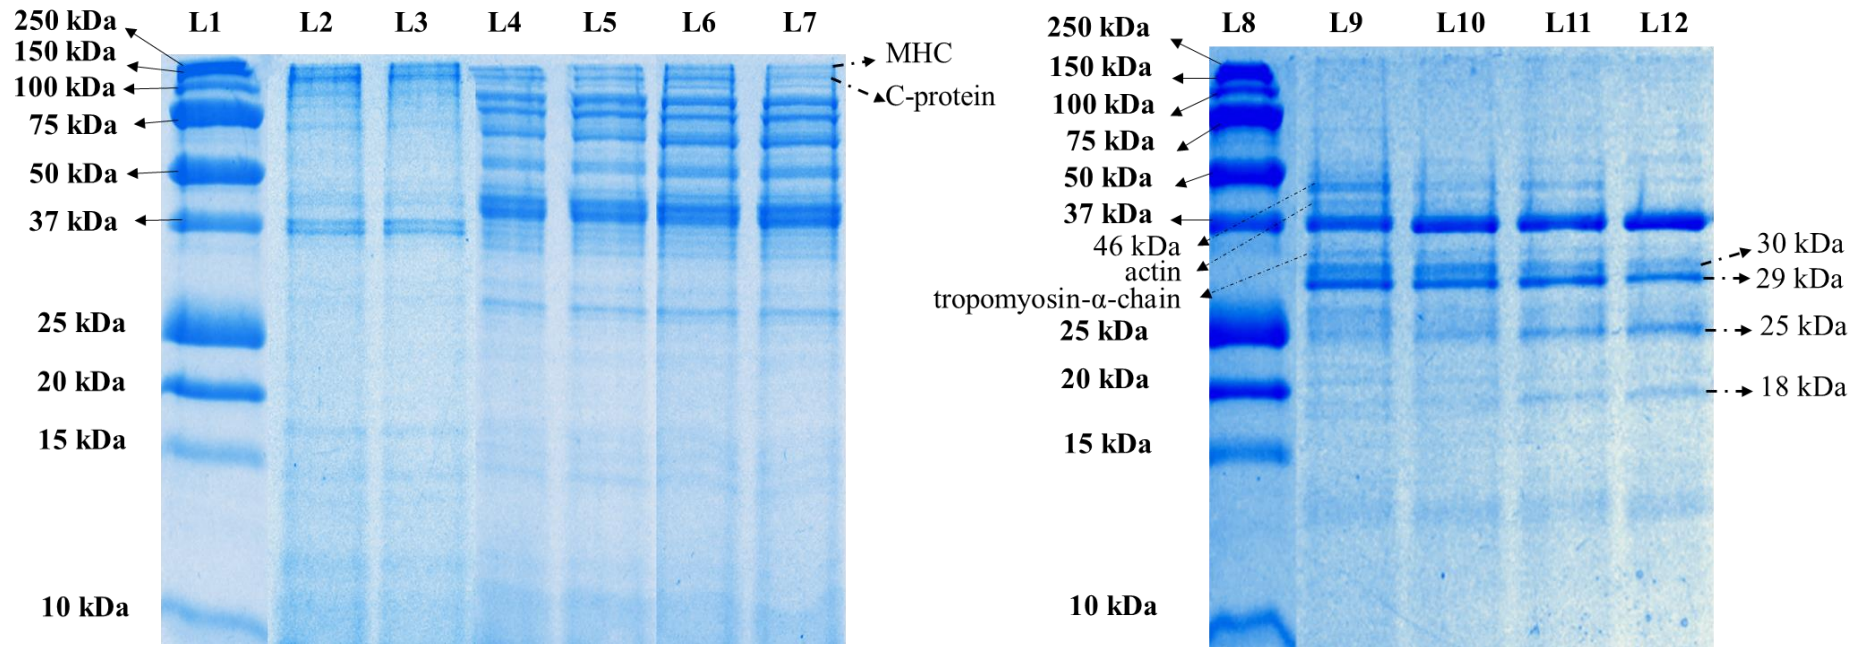 L1 L2 L3 L4 L5 L6 L7
250 kDa
150 kDa
100 kDa
75 kDa
50 kDa
37 kDa
25 kDa
20 kDa
15 kDa
10 kDa
MHC
C-protein
L8 L9 L10 L11 L12
250 kDa
150 kDa
100 kDa
75 kDa
50 kDa
37 kDa
46 kDa
actin
tropomyosin-α-chain
25 kDa
20 kDa
15 kDa
10 kDa
30 kDa
29 kDa
25 kDa
18 kDa